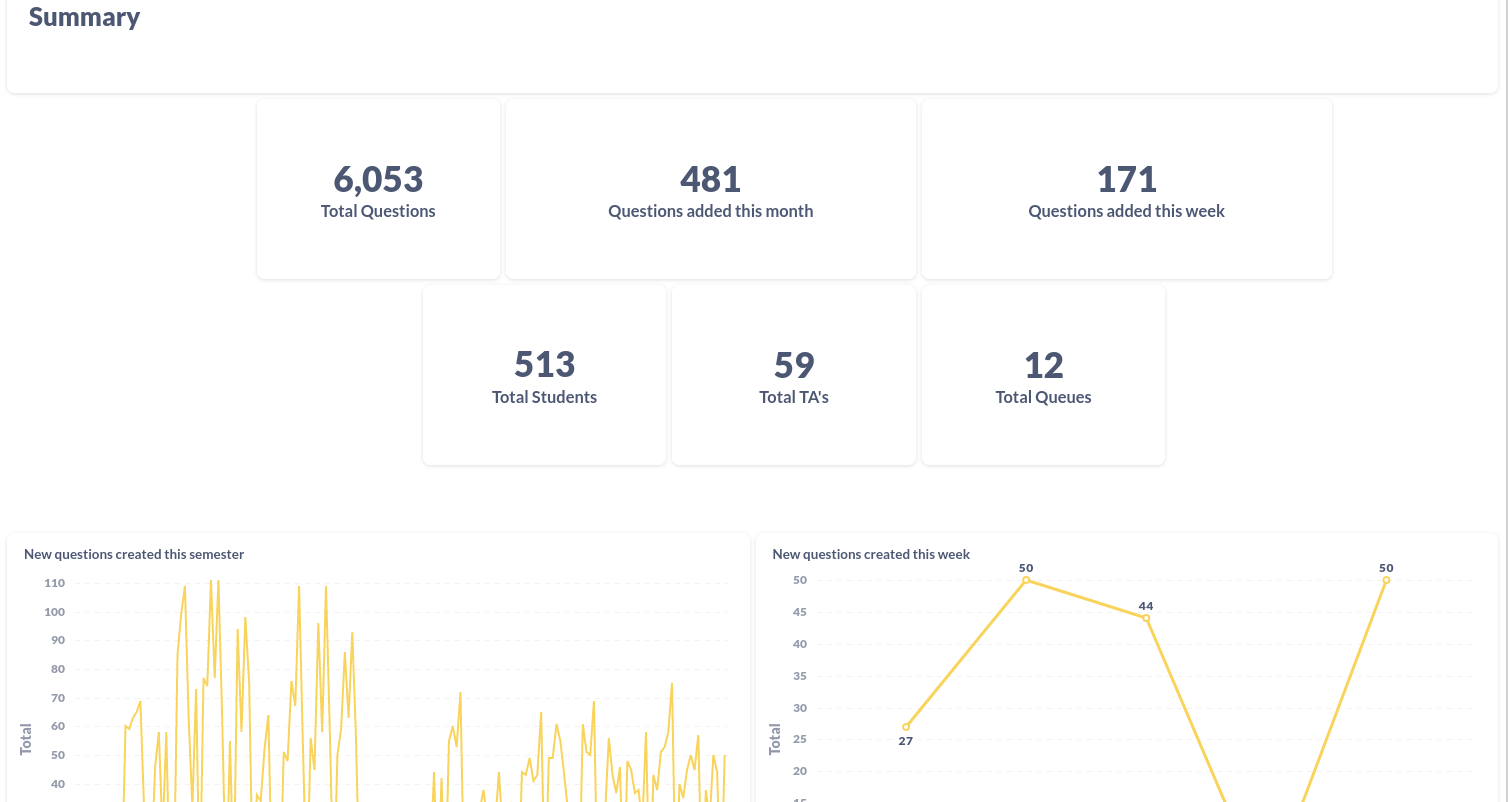 Summary
6,053
Total Questions
481
Questions added this month
171
Questions added this week
513
Total Students
59
Total TA's
12
Total Queues
New questions created this semester
110
100
90
80
70
60
50
40
Total
New questions created this week
50
45
40
35
30
25
20
15
Total
27
50
44
50